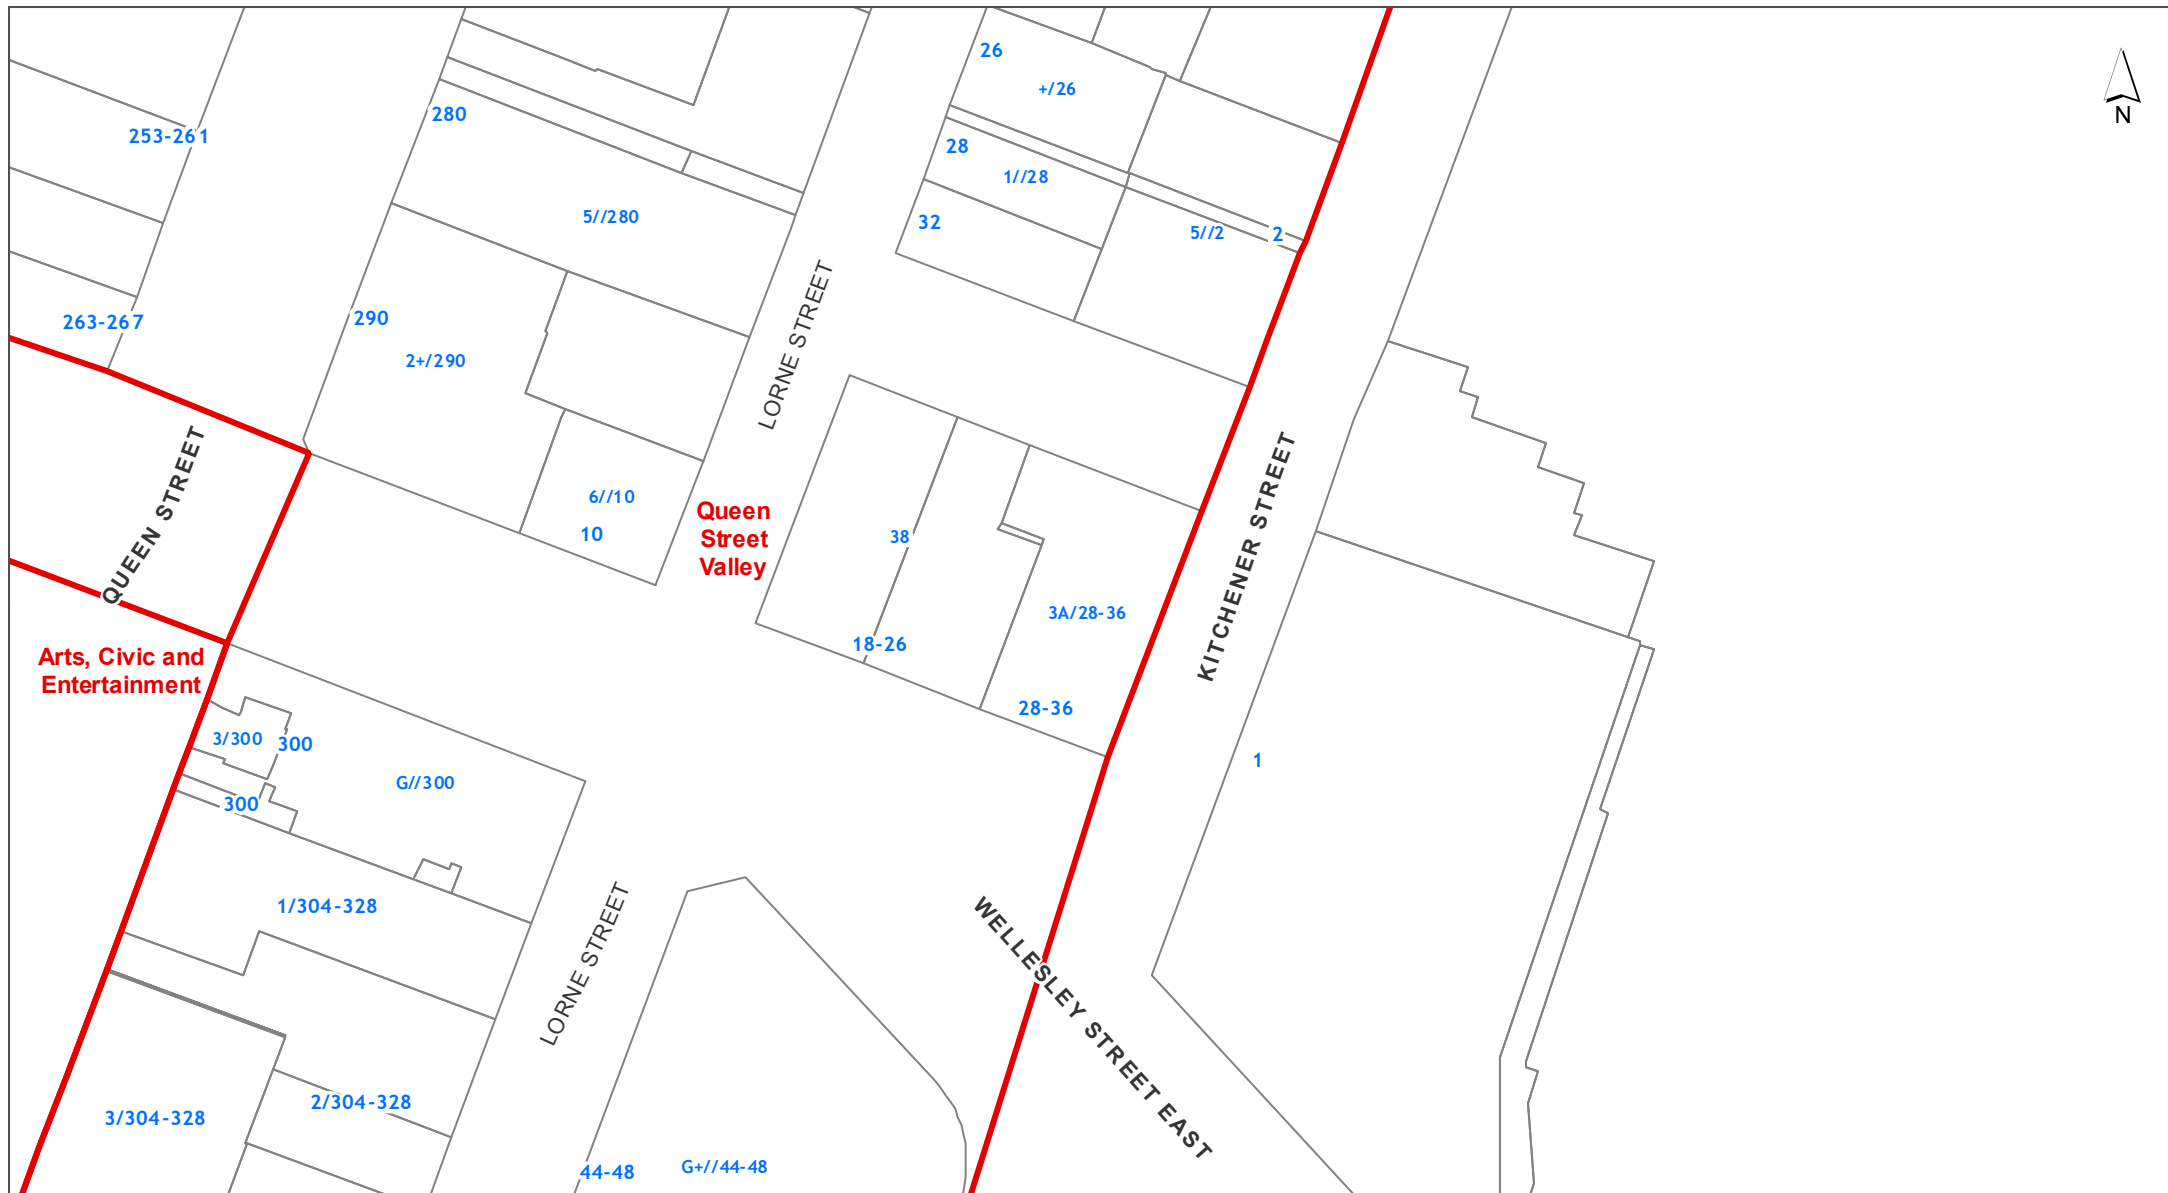 26
+/26
280
253-261
28
1//28
N
5//280
32
5//2
2
290
263-267
2+/290
LORNE STREET
QUEEN STREET
6//10
10
Queen
Street
Valley
38
KITCHENER STREET
3A/28-36
18-26
28-36
Arts, Civic and
Entertainment
3/300
300
G//300
300
1
1/304-328
LORNE STREET
WELLESLEY STREET EAST
2/304-328
3/304-328
44-48
G+//44-48